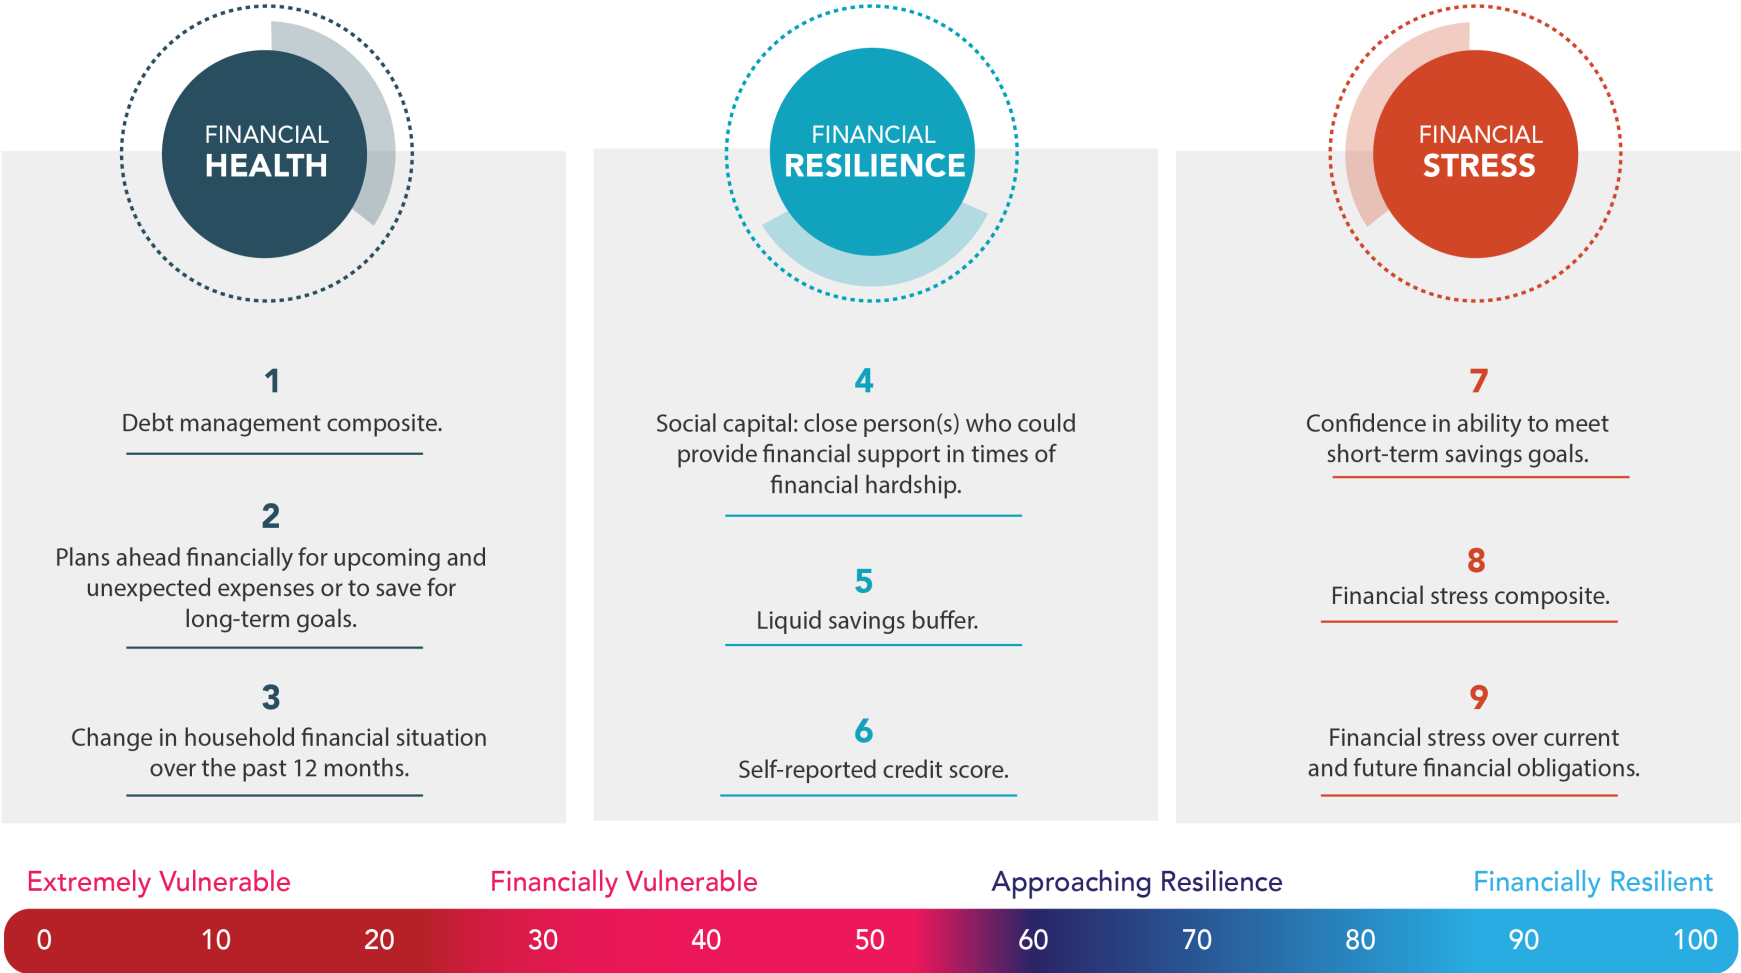 FINANCIAL
HEALTH
1
Debt management composite.
2
Plans ahead financially for upcoming and
unexpected expenses or to save for
long-term goals.
3
Change in household financial situation
over the past 12 months.
FINANCIAL
RESILIENCE
4
Social capital: close person(s) who could
provide financial support in times of
financial hardship.
5
Liquid savings buffer.
6
Self-reported credit score.
FINANCIAL
STRESS
7
Confidence in ability to meet
short-term savings goals.
8
Financial stress composite.
9
Financial stress over current
and future financial obligations.
Extremely Vulnerable Financially Vulnerable Approaching Resilience Financially Resilient
0 10 20 30 40 50 60 70 80 90 100